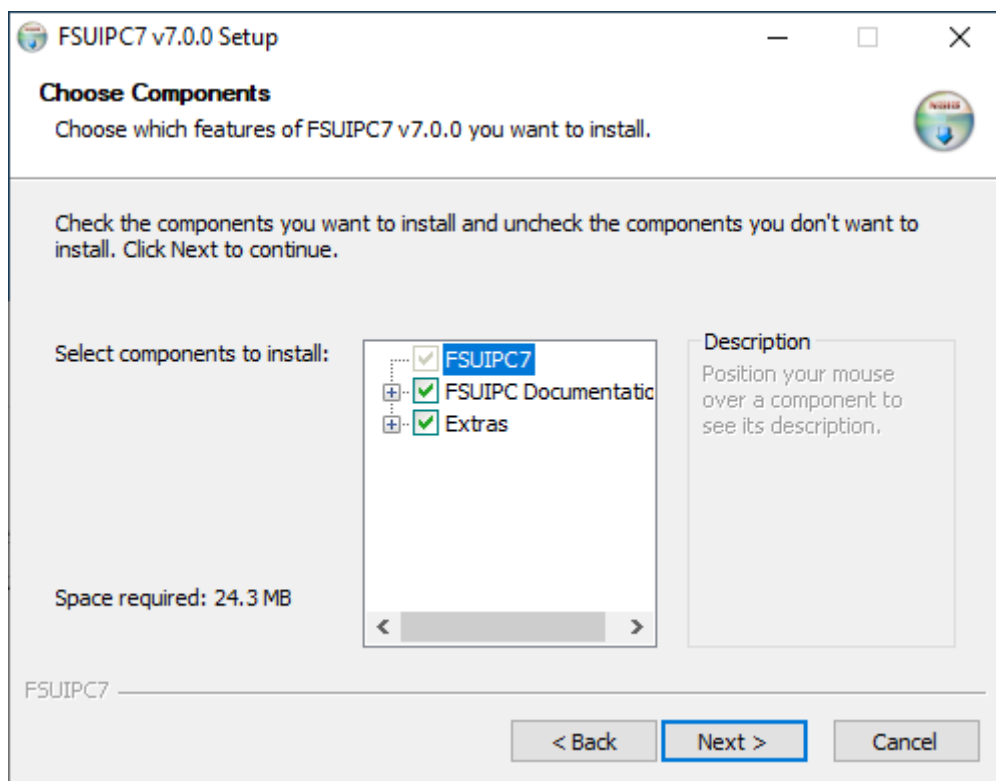 FSUIPC7 v7.0.0 Setup
Choose Components
Choose which features of FSUIPC7 v7.0.0 you want to install.
Check the components you want to install and uncheck the components you don't want to
install. Click Next to continue.
Select components to install:
FSUIPC7
FSUIPC Documentatic
Extras
Description
Position your mouse
over a component to
see its description.
Space required: 24.3 MB
FSUIPC7
< Back
Next >
Cancel